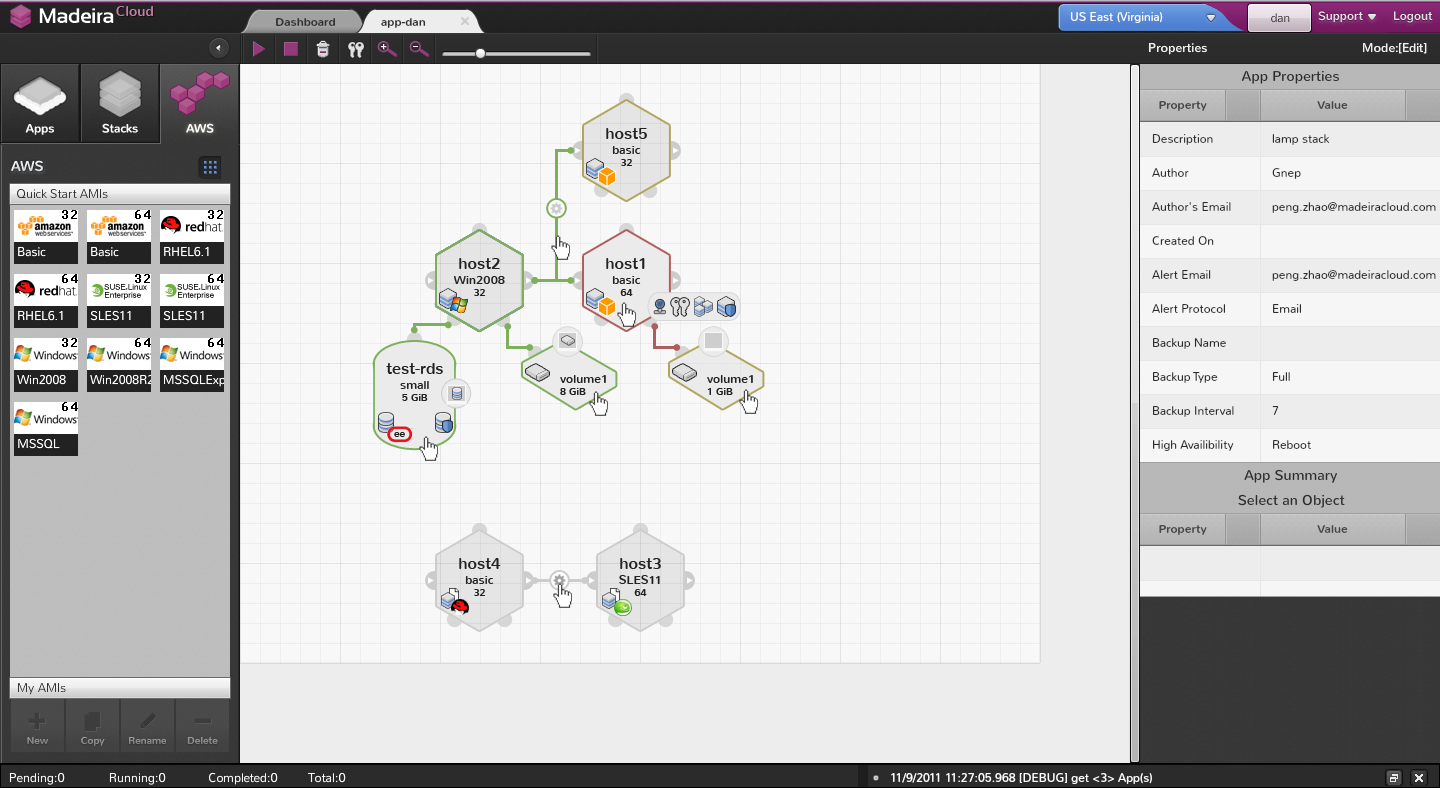 MadeiraCloud
Dashboard
app-dan
US East (Virginia)
dan
Support
Logout
Properties
Mode:[Edit]
Apps
Stacks
AWS
AWS
Quick Start AMIs
32
amazon
webservices
Basic
64
amazon
webservices
Basic
32
redhat
RHEL6.1
64
redhat
RHEL6.1
32
SUSE Linux
Enterprise
SLES11
64
SUSE Linux
Enterprise
SLES11
32
Windows
Win2008
64
Windows
Win2008R2
64
Windows
MSSQLExp
64
Windows
MSSQL
My AMIs
New
Copy
Rename
Delete
host5
basic
32
host2
Win2008
32
host1
basic
64
test-rds
small
5 GiB
ee
volume1
8 GiB
volume1
1 GiB
host4
basic
32
host3
SLES11
64
App Properties
Property Value
Description lamp stack
Author Gnep
Author's Email peng.zhao@madeiracloud.com
Created On
Alert Email peng.zhao@madeiracloud.com
Alert Protocol Email
Backup Name
Backup Type Full
Backup Interval 7
High Availibility Reboot
App Summary
Select an Object
Property Value
Pending:0
Running:0
Completed:0
Total:0
11/9/2011 11:27:05.968 [DEBUG] get <3> App(s)